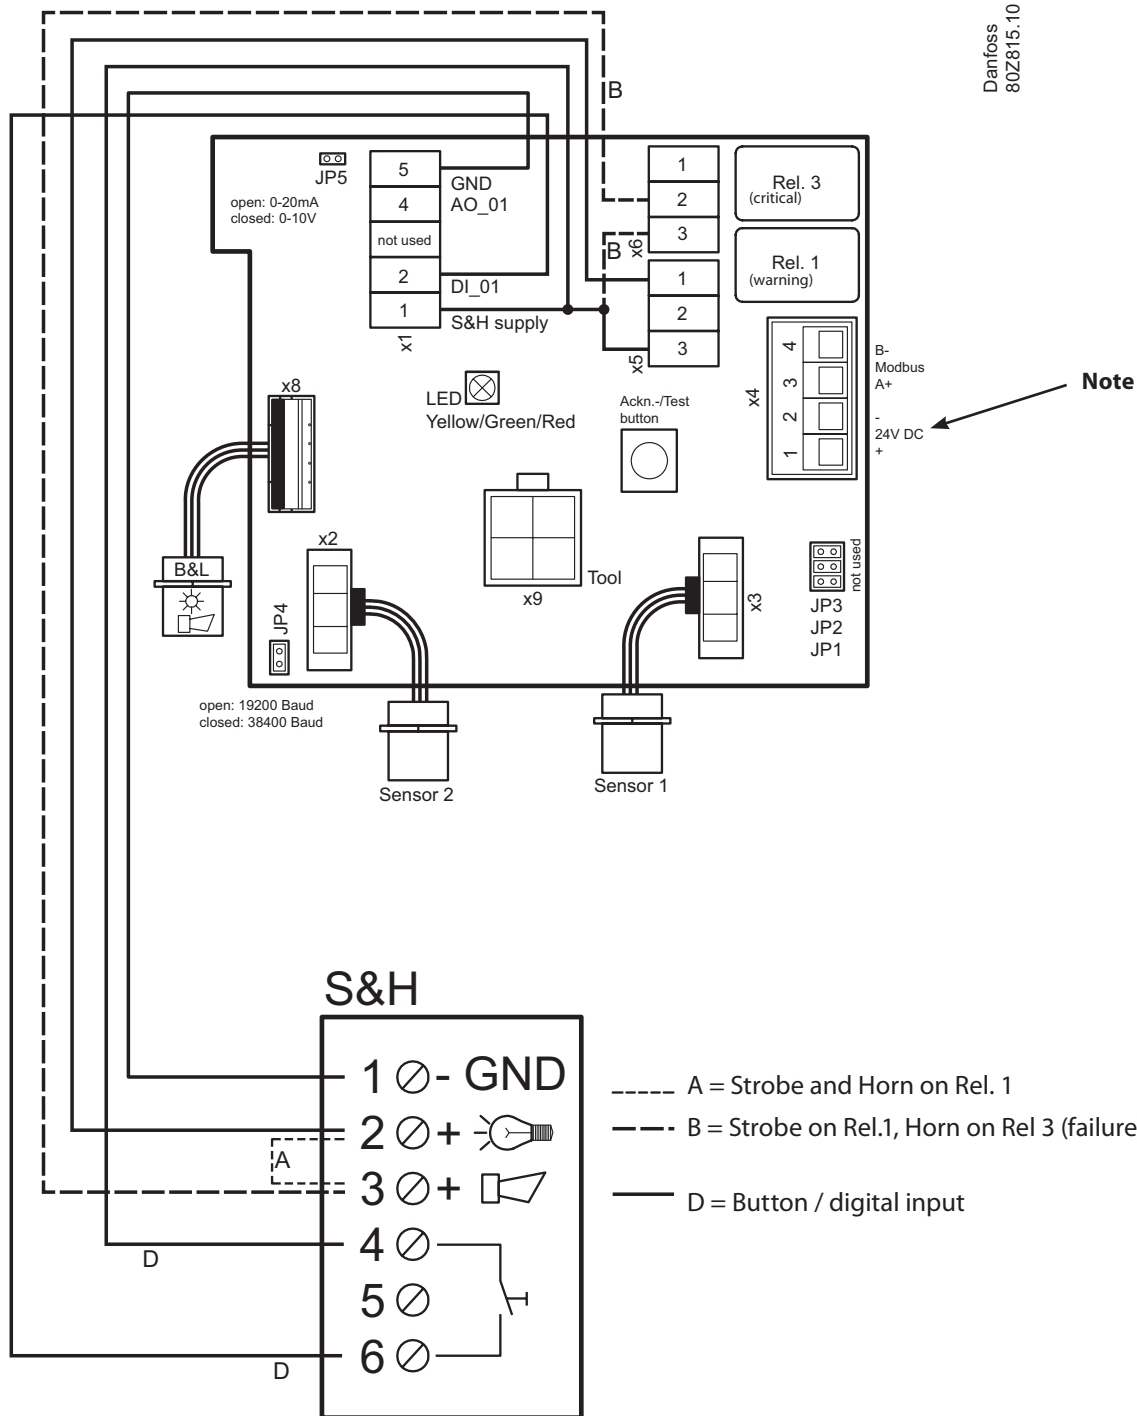 Danfoss
80Z815.10
B
JP5
open: 0-20mA
closed: 0-10V
5
4
not used
2
1
x1
GND
AO_01
DI_01
S&H supply
1
2
3
x6
B
Rel. 3
(critical)
1
2
3
x5
Rel. 1
(warning)
4
3
2
1
x4
B-
Modbus
A+
-
24V DC
+
Note
x8
LED
Yellow/Green/Red
Ackn.-/Test
button
B&L
x2
JP4
Tool
x9
x3
not used
JP3
JP2
JP1
open: 19200 Baud
closed: 38400 Baud
Sensor 2
Sensor 1
S&H
1 - GND
2 +
A
3 +
4
D
5
6
D
A = Strobe and Horn on Rel. 1
B = Strobe on Rel.1, Horn on Rel 3 (failure
D = Button / digital input